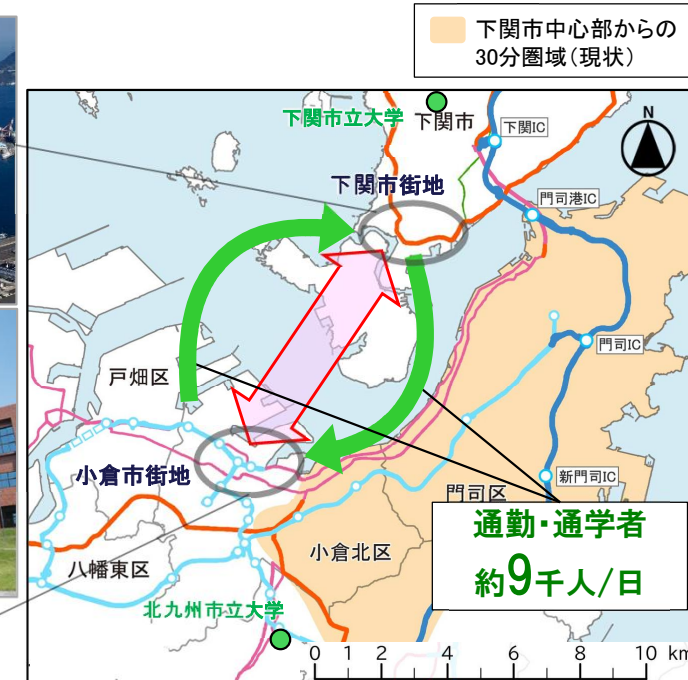 下関市中心部からの
30分圏域（現状）
下関市立大学
下関市
下関IC
N
下関市街地
門司港IC
門司IC
戸畑区
小倉市街地
新門司IC
門司区
通勤・通学者
約9千人/日
小倉北区
八幡東区
北九州市立大学
0 1 2 4 6 8 10 km